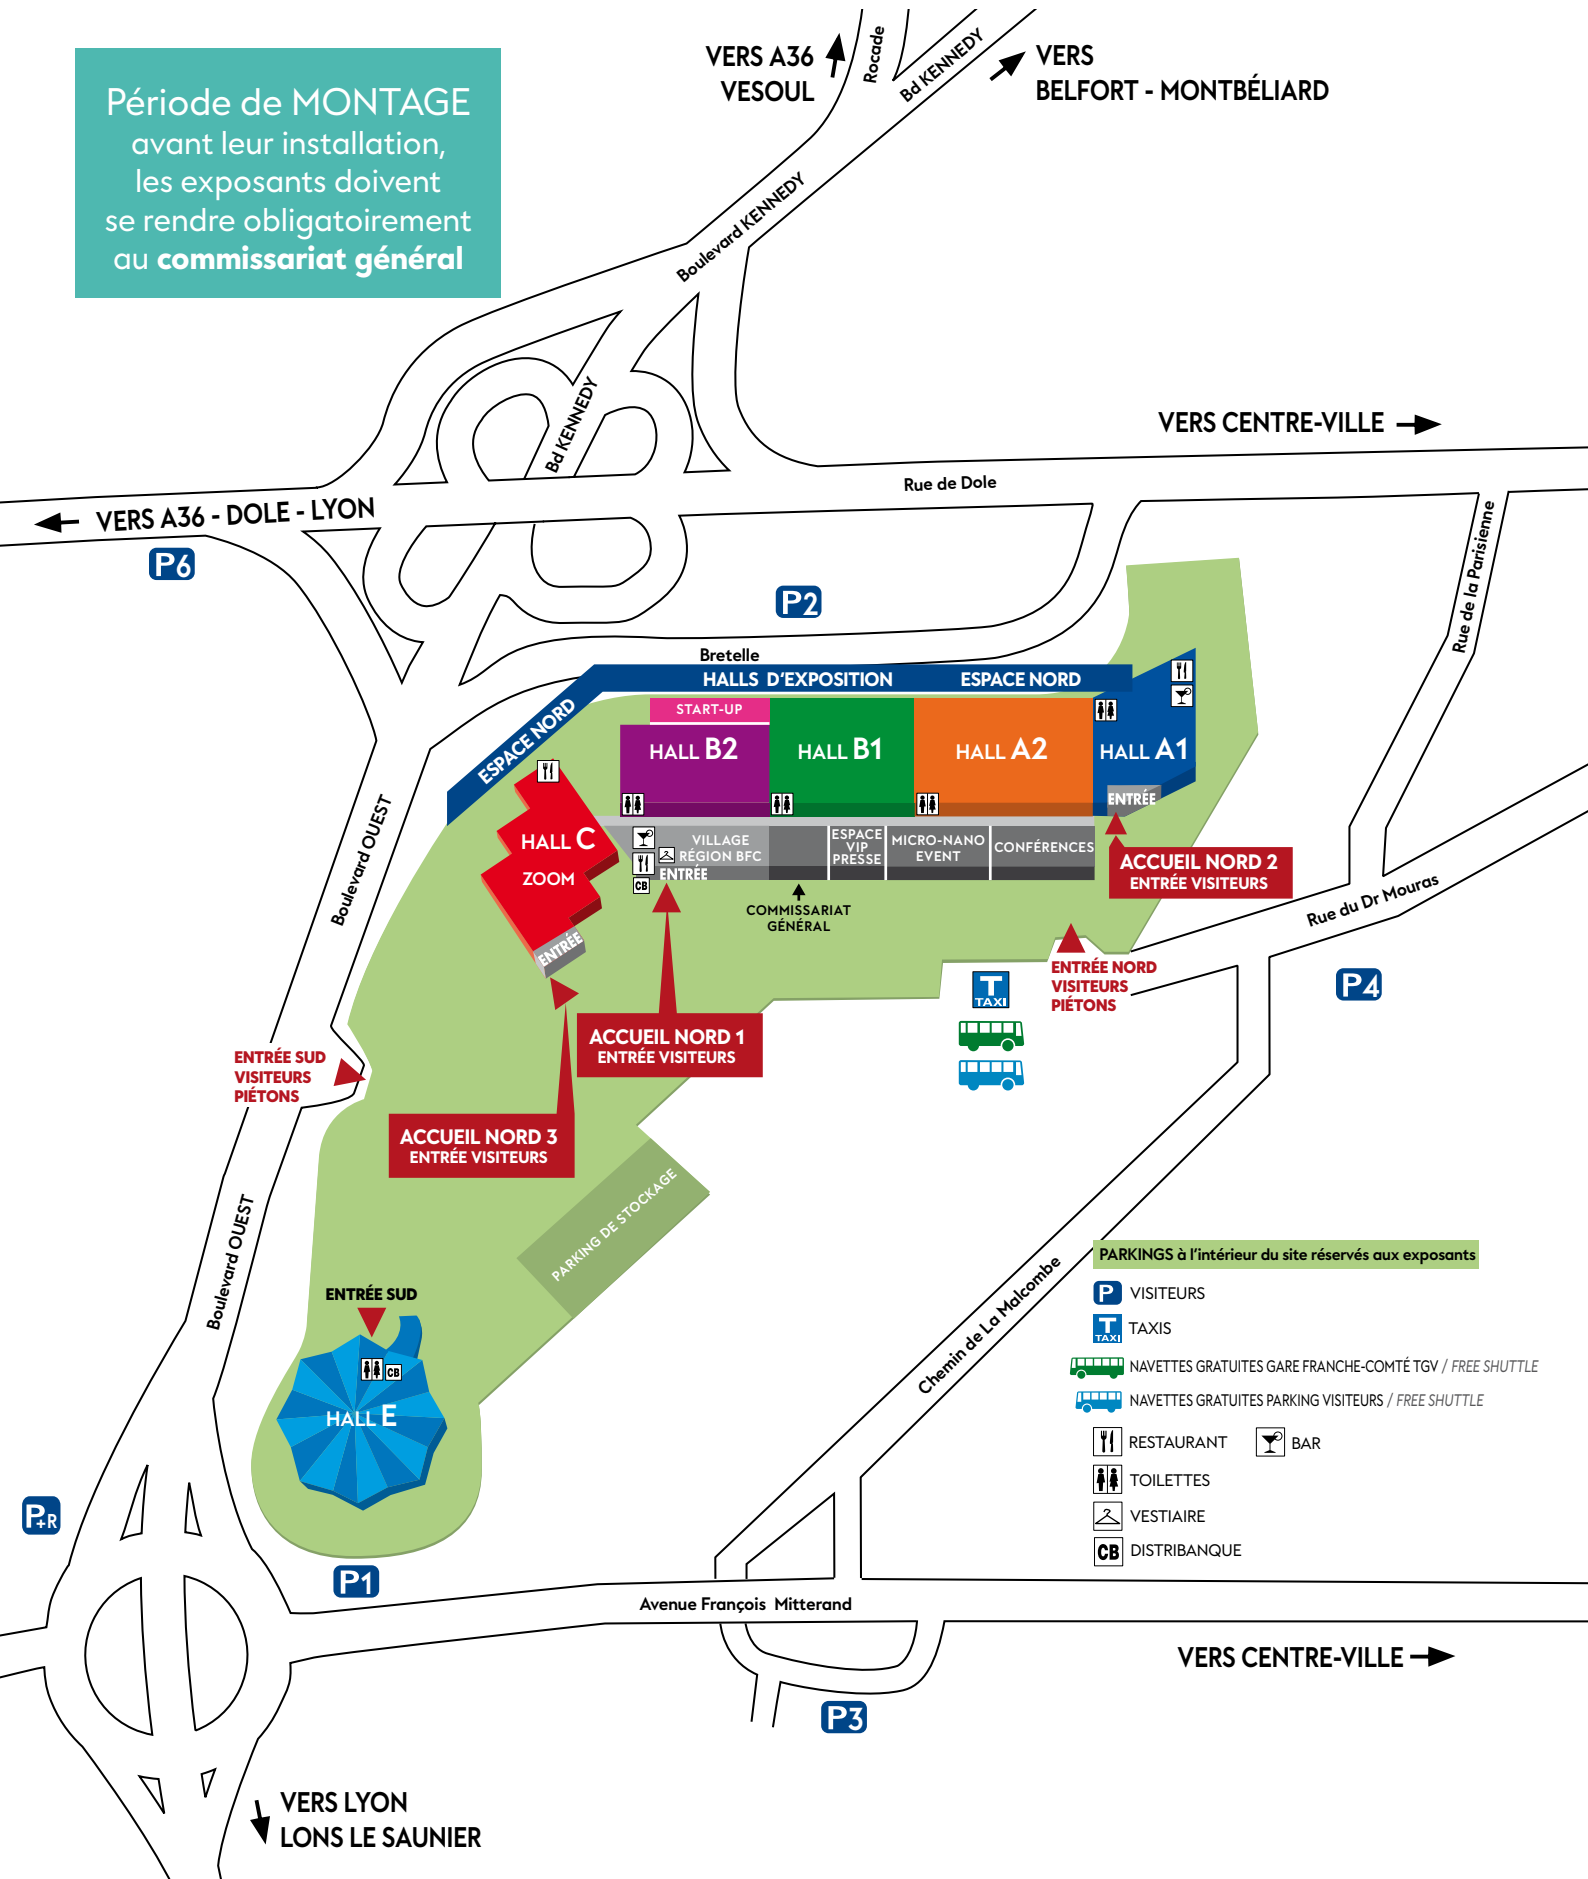 Période de MONTAGE
avant leur installation,
les exposants doivent
se rendre obligatoirement
au commissariat général
VERS A36
VESOUL
Rocade
Bd KENNEDY
VERS
BELFORT - MONTBÉLIARD
Boulevard KENNEDY
Bd KENNEDY
VERS CENTRE-VILLE
Rue de Dole
VERS A36 - DOLE - LYON
P6
P2
Rue de la Parisienne
Bretelle
HALLS D'EXPOSITION ESPACE NORD
ESPACE NORD
START-UP
HALL B2
HALL B1
HALL A2
HALL A1
ENTRÉE
HALL C
ZOOM
ENTRÉE
VILLAGE
RÉGION BFC
ENTRÉE
CB
ESPACE
VIP
PRESSE
MICRO-NANO
EVENT
CONFÉRENCES
COMMISSARIAT
GÉNÉRAL
ACCUEIL NORD 2
ENTRÉE VISITEURS
Boulevard OUEST
Rue du Dr Mouras
ENTRÉE NORD
VISITEURS
PIÉTONS
P4
T
TAXI
ACCUEIL NORD 1
ENTRÉE VISITEURS
ENTRÉE SUD
VISITEURS
PIÉTONS
ACCUEIL NORD 3
ENTRÉE VISITEURS
PARKING DE STOCKAGE
Boulevard OUEST
ENTRÉE SUD
CB
HALL E
Chemin de La Malcombe
PARKINGS à l'intérieur du site réservés aux exposants
P VISITEURS
T TAXI TAXIS
NAVETTES GRATUITES GARE FRANCHE-COMTÉ TGV / FREE SHUTTLE
NAVETTES GRATUITES PARKING VISITEURS / FREE SHUTTLE
RESTAURANT BAR
TOILETTES
VESTIAIRE
CB DISTRIBANQUE
P+R
P1
Avenue François Mitterand
VERS CENTRE-VILLE
P3
VERS LYON
LONS LE SAUNIER